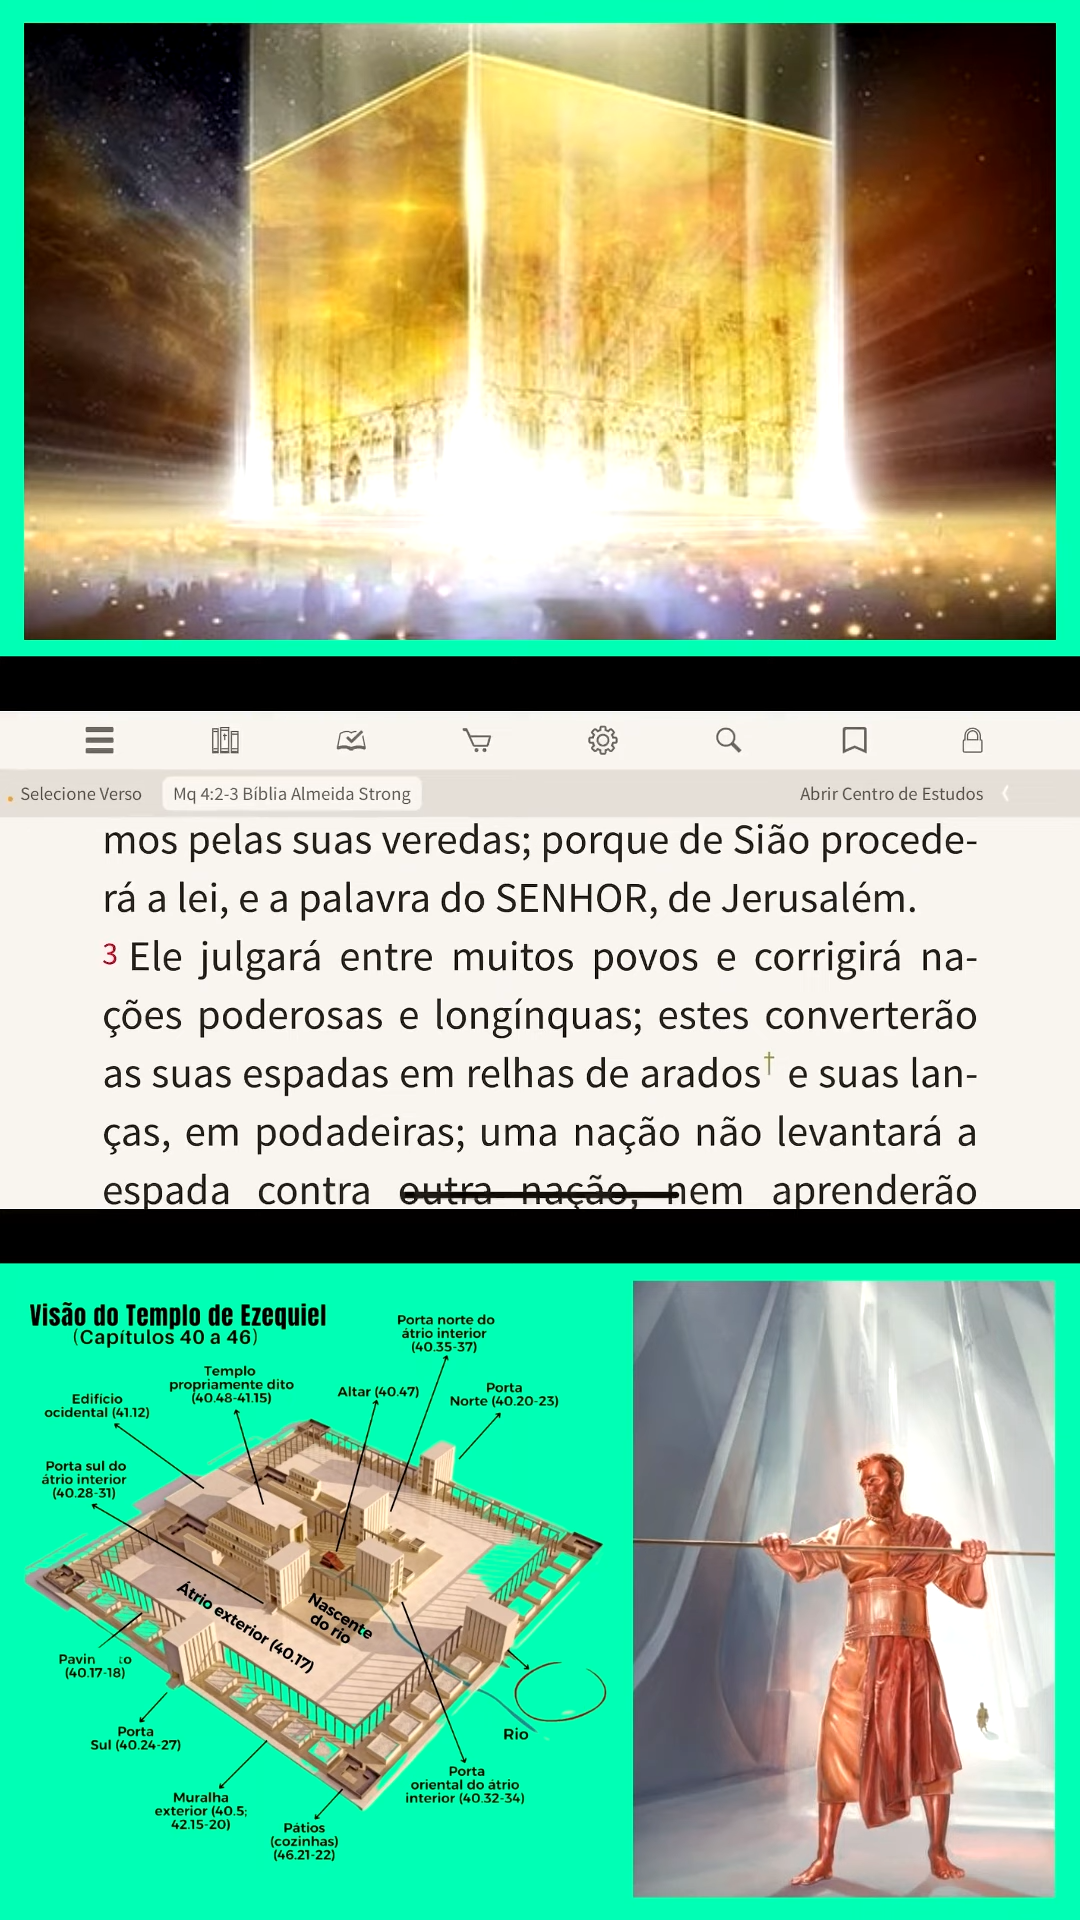 Selecione Verso
Mq 4:2-3 Bíblia Almeida Strong
Abrir Centro de Estudos
mos pelas suas veredas; porque de Sião procede-
rá a lei, e a palavra do SENHOR, de Jerusalém.
3 Ele julgará entre muitos povos e corrigirá na-
ções poderosas e longínquas; estes converterão
as suas espadas em relhas de arados† e suas lan-
ças, em podadeiras; uma nação não levantará a
espada contra outra nação, nem aprenderão
Visão do Templo de Ezequiel
(Capítulos 40 a 46)
Porta norte do
átrio interior
(40.35-37)
Templo
propriamente dito
(40.48-41.15)
Altar (40.47)
Porta
Norte (40.20-23)
Edifício
ocidental (41.12)
Porta sul do
átrio interior
(40.28-31)
Átrio exterior (40.17)
Nascente
do rio
(40.17-18)
Porta
Sul (40.24-27)
Rio
Porta
oriental do átrio
interior (40.32-34)
Muralha
exterior (40.5;
42.15-20)
Pátios
(cozinhas)
(46.21-22)